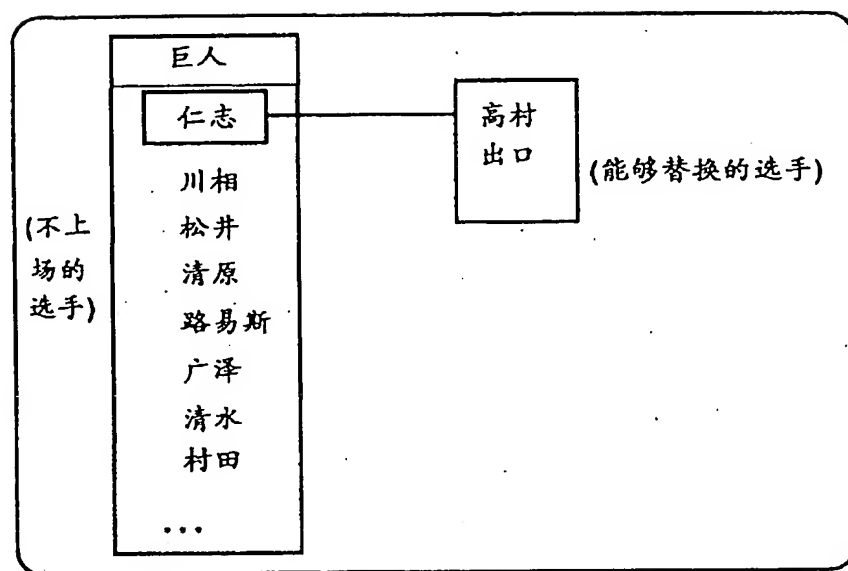 巨人
仁志
川相
松井
清原
路易斯
广泽
清水
村田
...
(不上
场的
选手)
高村
出口
(能够替换的选手)